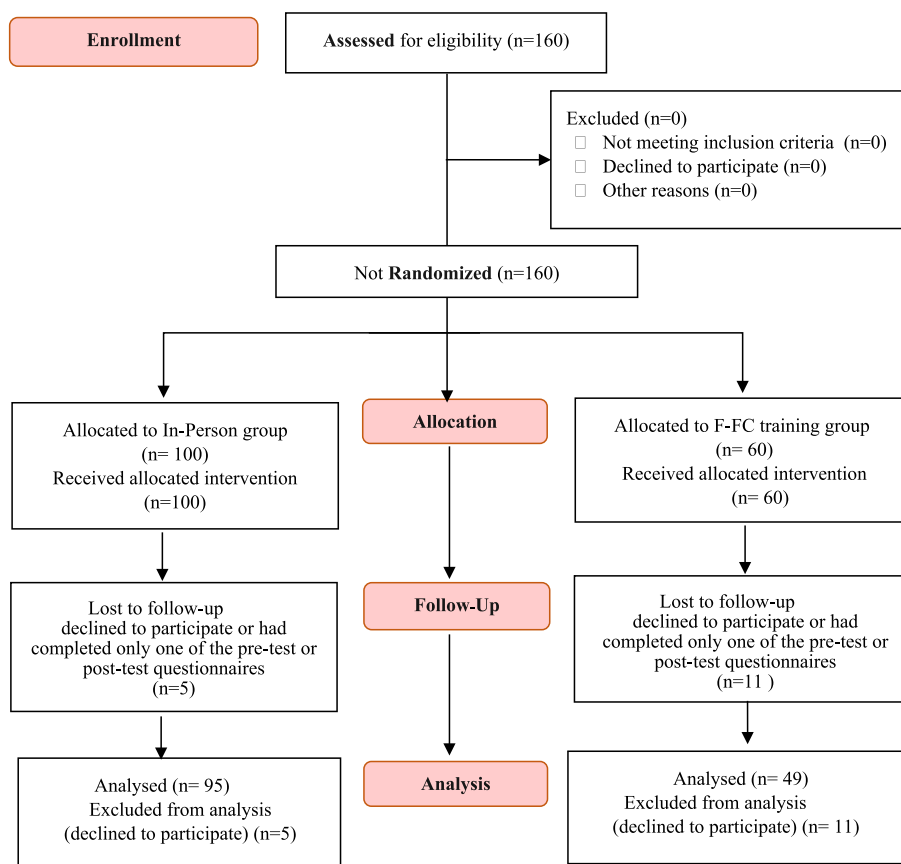 Enrollment
Assessed for eligibility (n=160)
Excluded (n=0)
Not meeting inclusion criteria (n=0)
Declined to participate (n=0)
Other reasons (n=0)
Not Randomized (n=160)
Allocated to In-Person group
(n= 100)
Received allocated intervention
(n=100)
Allocation
Allocated to F-FC training group
(n= 60)
Received allocated intervention
(n= 60)
Lost to follow-up
declined to participate or had
completed only one of the pre-test or
post-test questionnaires
(n=5)
Follow-Up
Lost to follow-up
declined to participate or had
completed only one of the pre-test or
post-test questionnaires
(n=11 )
Analysed (n= 95)
Excluded from analysis
(declined to participate) (n=5)
Analysis
Analysed (n= 49)
Excluded from analysis
(declined to participate) (n= 11)